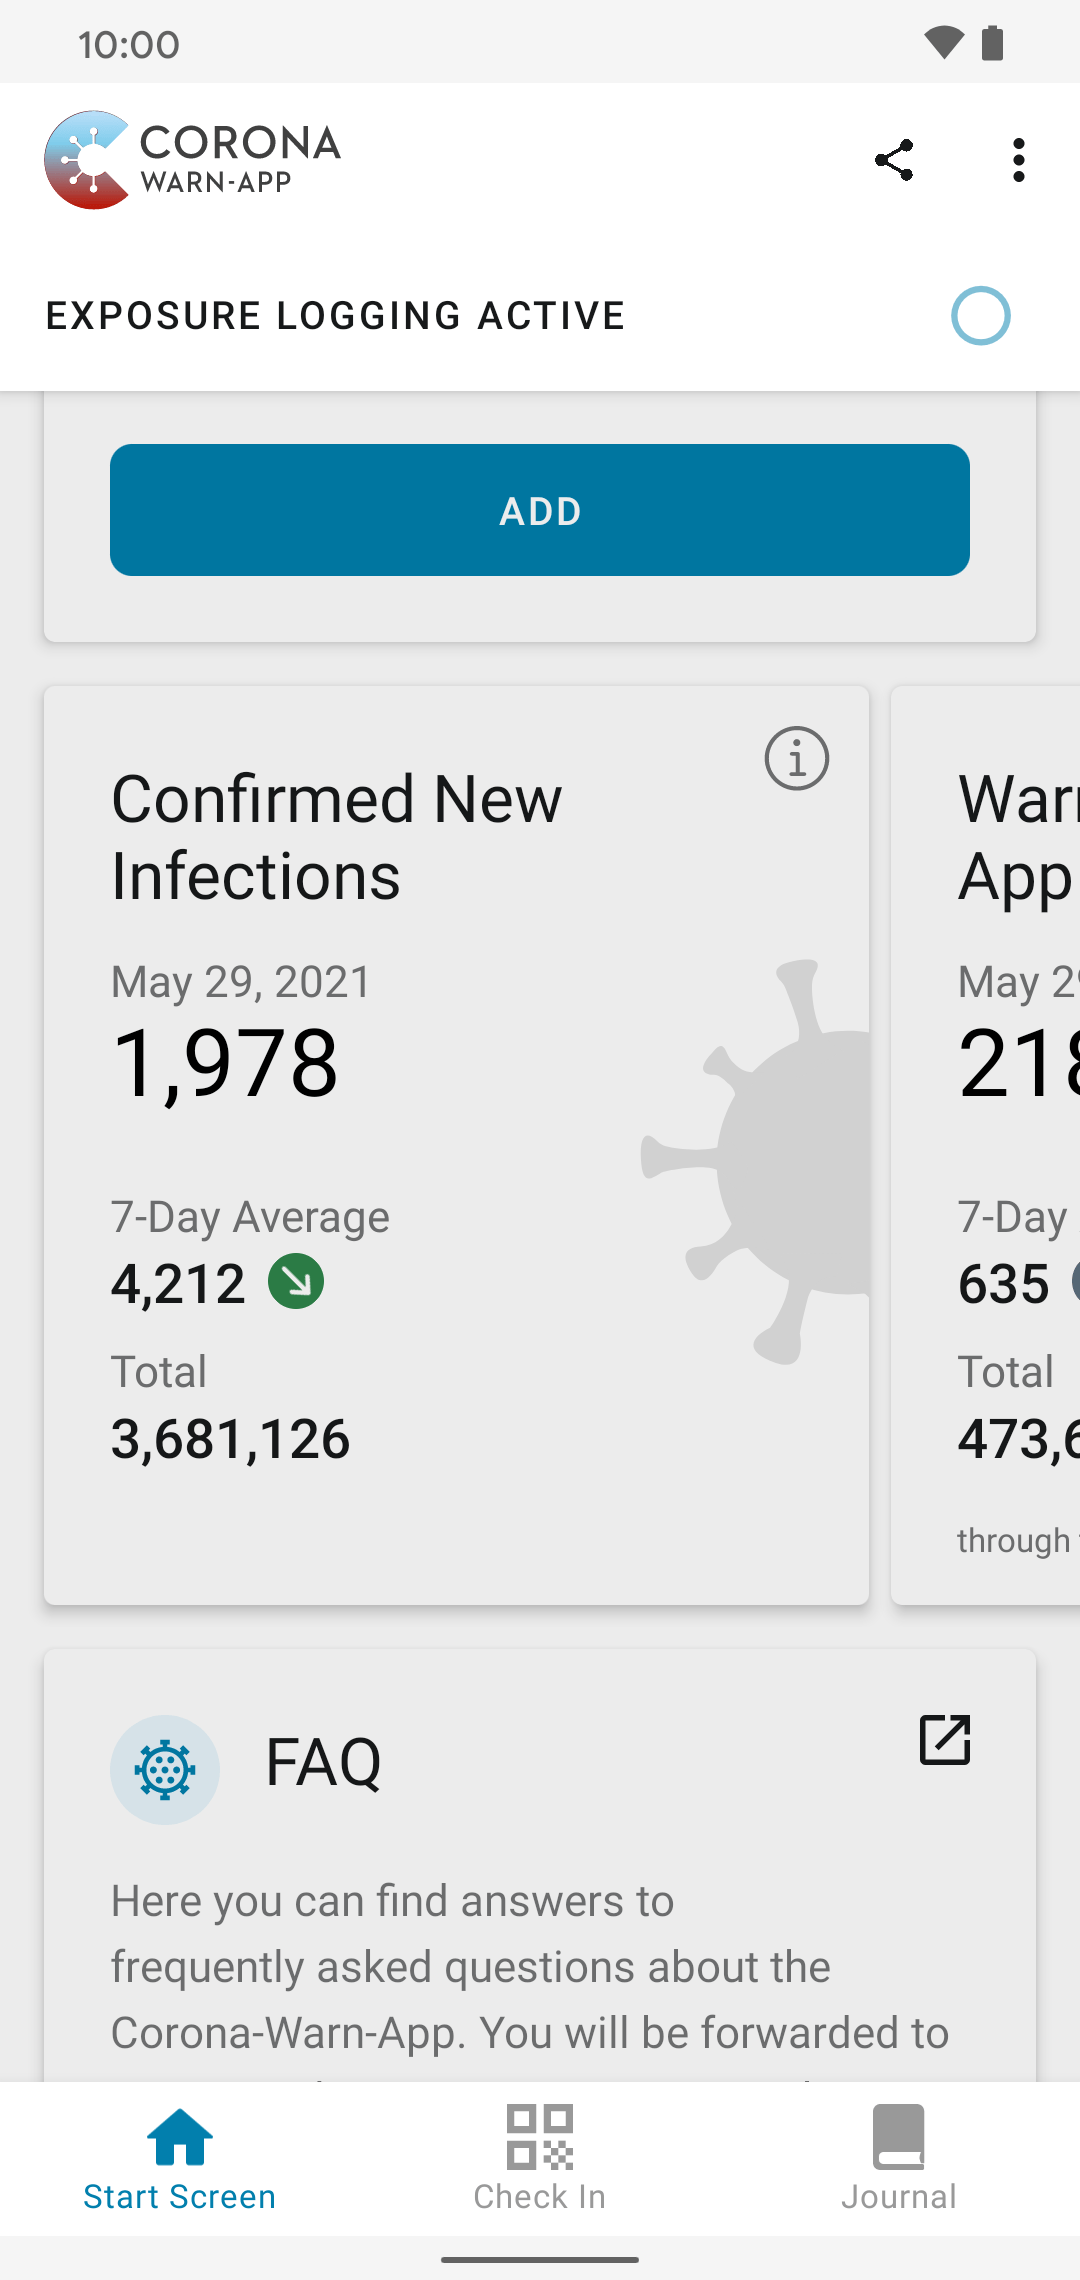 10:00
CORONA
WARN-APP
EXPOSURE LOGGING ACTIVE
ADD
Confirmed New
Infections
May 29, 2021
1,978
7-Day Average
4,212
Total
3,681,126
App
May 2
218
7-Day
635
Total
473,6
through
FAQ
Here you can find answers to
frequently asked questions about the
Corona-Warn-App. You will be forwarded to
Start Screen
Check In
Journal